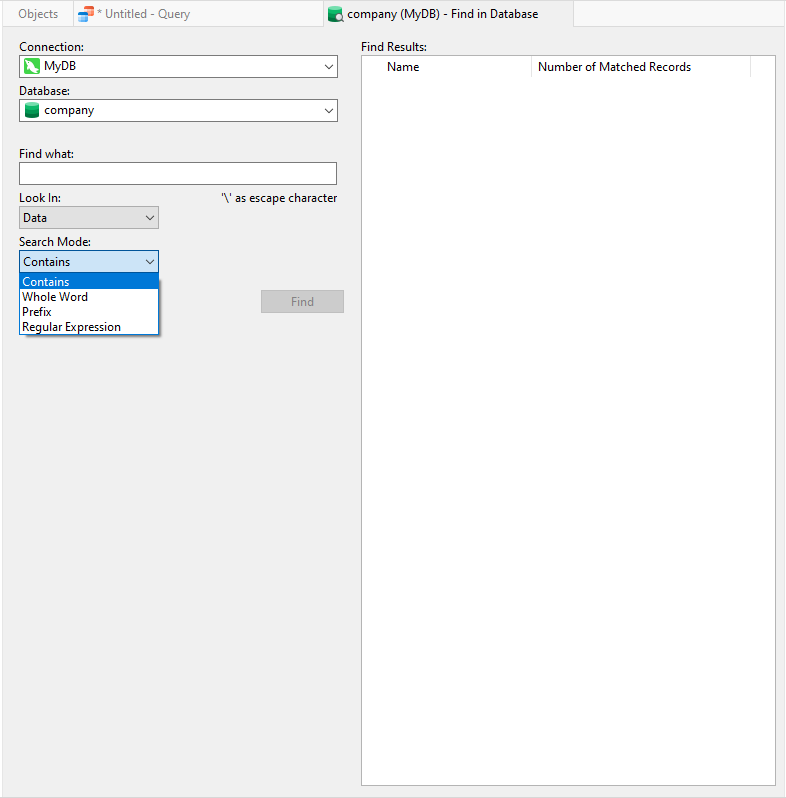 Objects
* Untitled - Query
company (MyDB) - Find in Database
Connection:
MyDB
Database:
company
Find what:
Look In:
'\' as escape character
Data
Search Mode:
Contains
Contains
Whole Word
Prefix
Regular Expression
Find
Find Results:
Name
Number of Matched Records